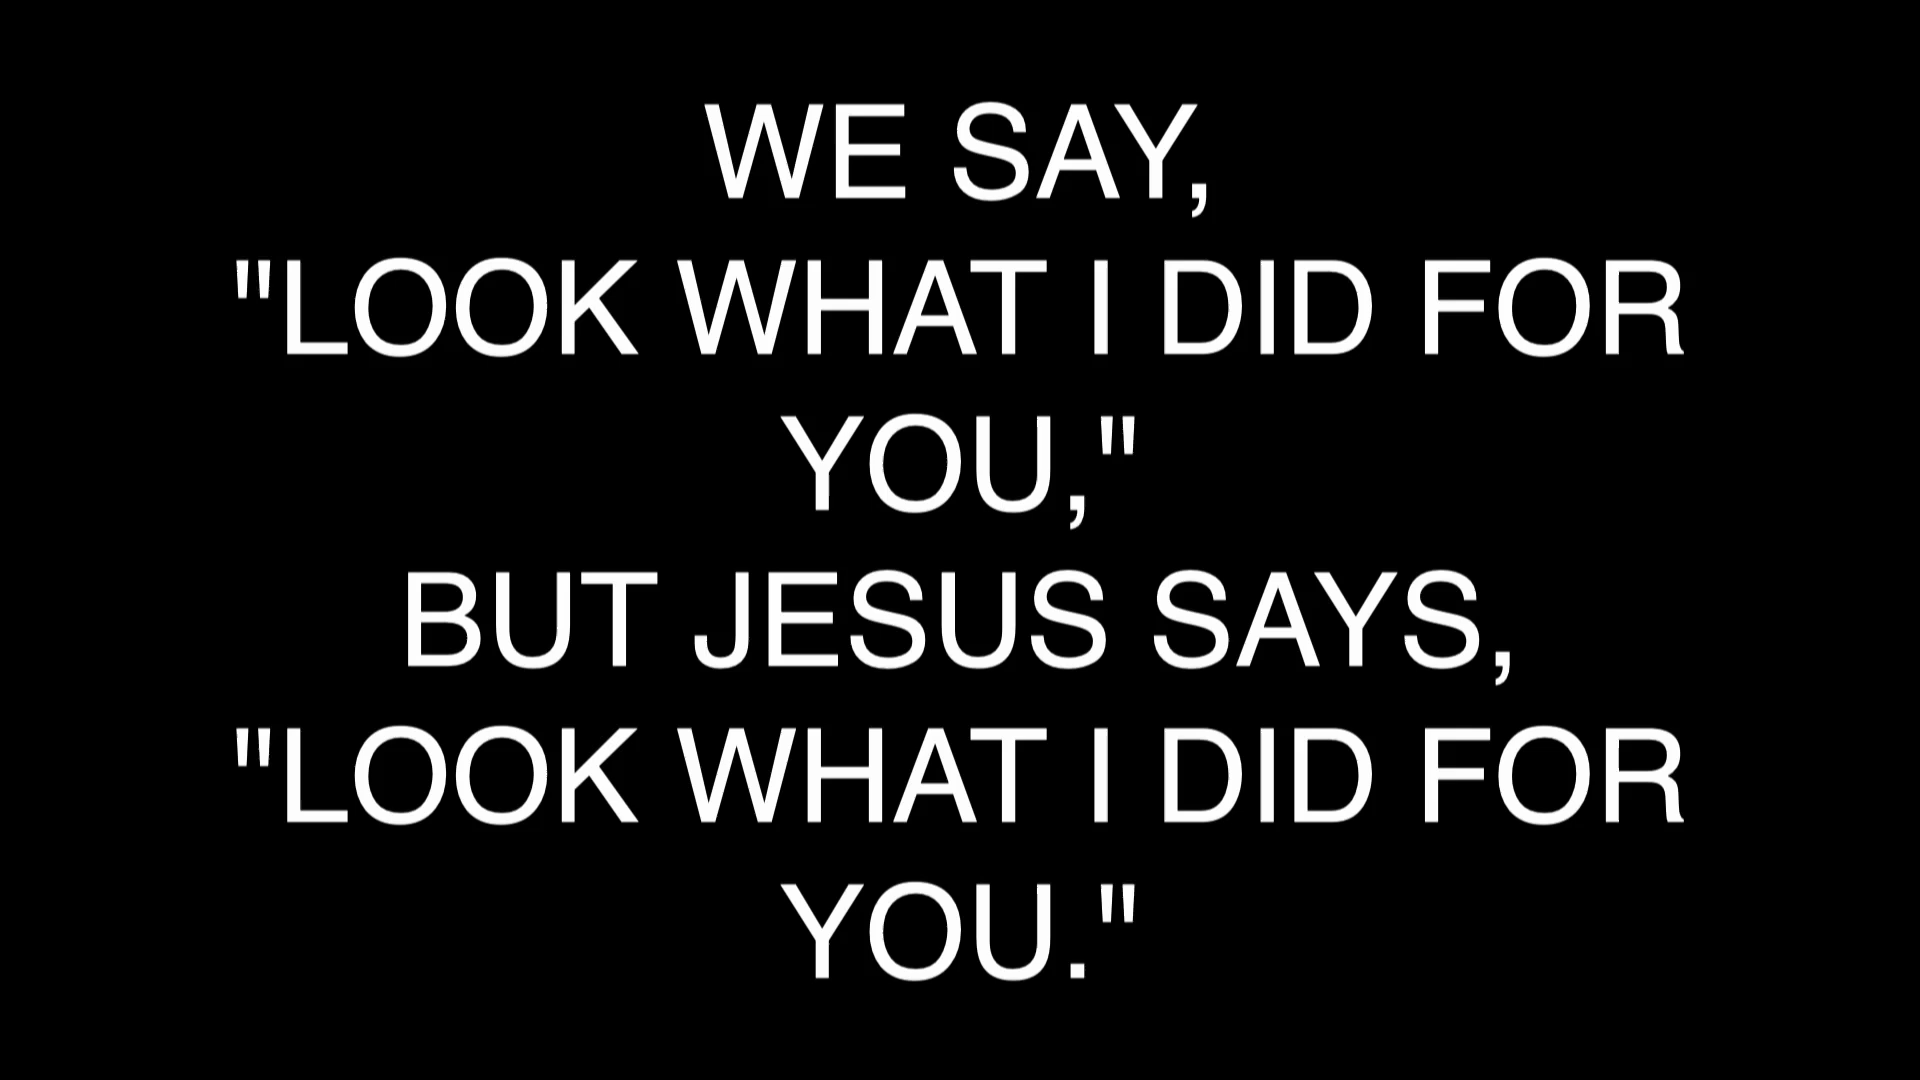 WE SAY,
"LOOK WHAT I DID FOR
YOU,"
BUT JESUS SAYS,
"LOOK WHAT I DID FOR
YOU."